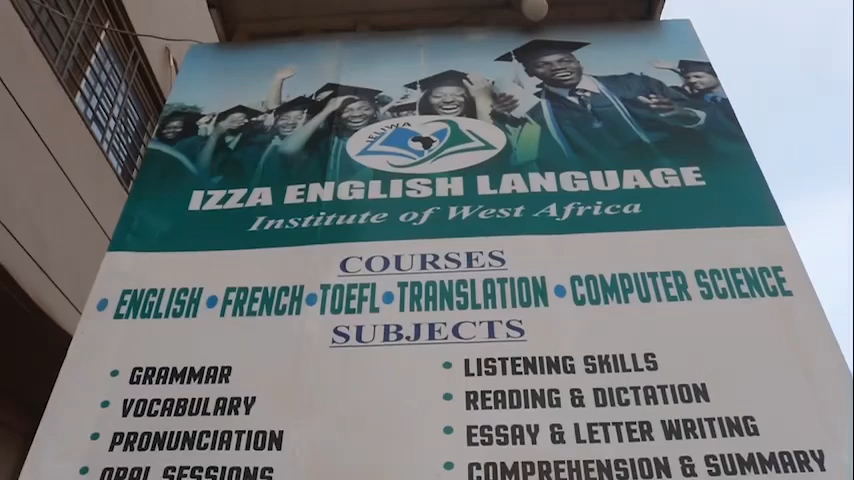 IELIWA
IZZA ENGLISH LANGUAGE
Institute of West Africa
COURSES
• ENGLISH • FRENCH • TOEFL • TRANSLATION • COMPUTER SCIENCE
SUBJECTS
• GRAMMAR
• VOCABULARY
• PRONUNCIATION
• ORAL SESSIONS
• LISTENING SKILLS
• READING & DICTATION
• ESSAY & LETTER WRITING
• COMPREHENSION & SUMMARY